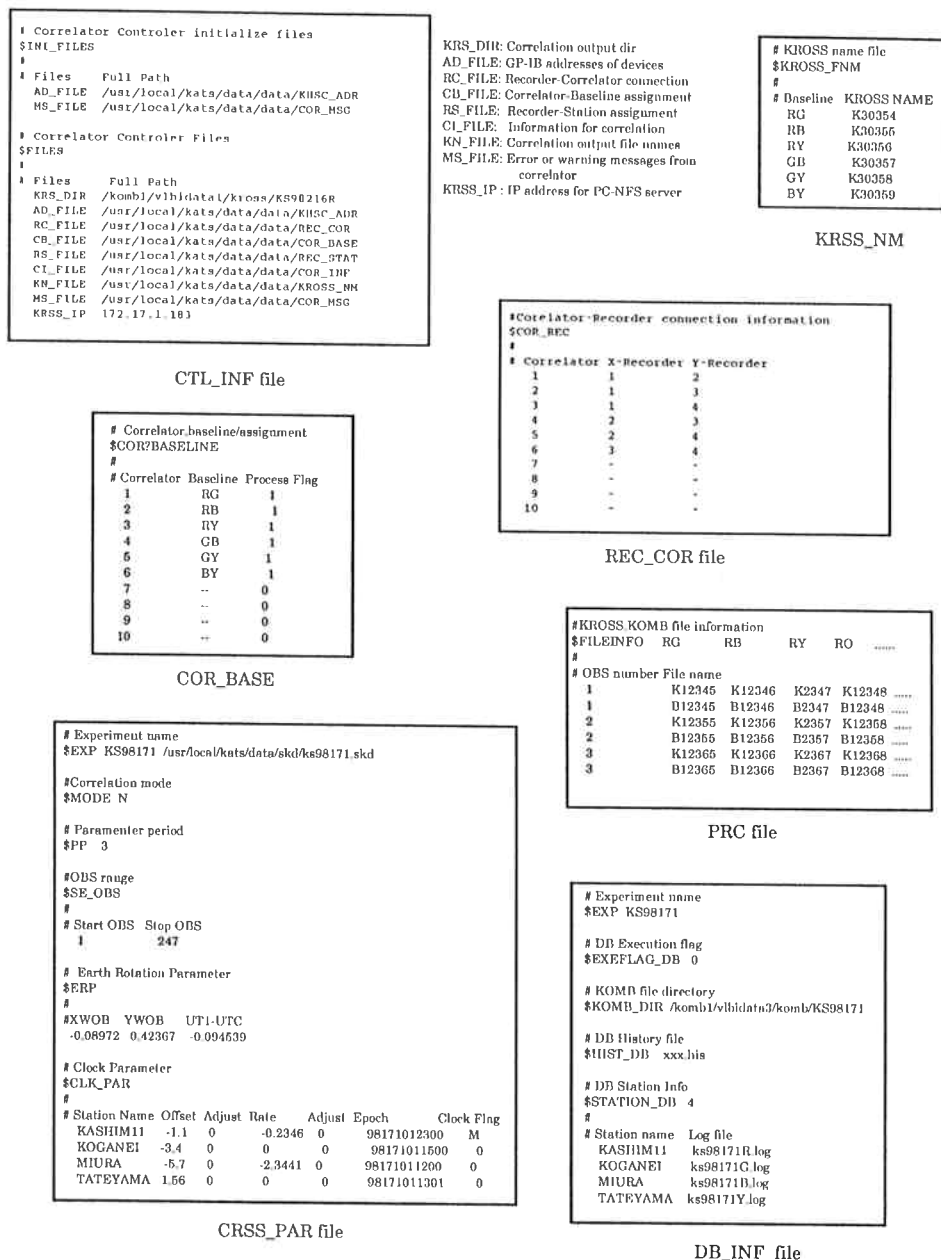 # Correlator Controler initialize files
$INI_FILES
#
# Files Full Path
AD_FILE /usr/local/kats/data/data/KHSC_ADR
MS_FILE /usr/local/kats/data/data/COR_MSG
# Correlator Controler Files
$FILES
#
# Files Full Path
KRS_DIR /komb1/vlbidata1/kross/KS98216R
AD_FILE /usr/local/kats/data/data/KHSC_ADR
RC_FILE /usr/local/kats/data/data/REC_COR
CB_FILE /usr/local/kats/data/data/COR_BASE
RS_FILE /usr/local/kats/data/data/REC_STAT
CI_FILE /usr/local/kats/data/data/COR_INF
KN_FILE /usr/local/kats/data/data/KROSS_NM
MS_FILE /usr/local/kats/data/data/COR_MSG
KRSS_IP 172.17.1.183
CTL_INF file
KRS_DIR: Correlation output dir
AD_FILE: GP-IB addresses of devices
RC_FILE: Recorder-Correlator connection
CB_FILE: Correlator-Baseline assignment
RS_FILE: Recorder-Station assignment
CI_FILE: Information for correlation
KN_FILE: Correlation output file names
MS_FILE: Error or warning messages from
correlator
KRSS_IP : IP address for PC-NFS server
# KROSS name file
$KROSS_FNM
#
# Baseline KROSS NAME
RG K30354
RB K30355
RY K30356
GB K30357
GY K30358
BY K30359
KRSS_NM
#Corelator-Recorder connection information
$COR_REC
#
# Correlator X-Recorder Y-Recorder
1 1 2
2 1 3
3 1 4
4 2 3
5 2 4
6 3 4
7 - -
8 - -
9 - -
10 - -
REC_COR file
# Correlator,baseline/assignment
$COR?BASELINE
#
# Correlator Baseline Process Flag
1 RG 1
2 RB 1
3 RY 1
4 GB 1
5 GY 1
6 BY 1
7 -- 0
8 -- 0
9 -- 0
10 -- 0
COR_BASE
#KROSS,KOMB file information
$FILEINFO RG RB RY RO ......
#
# OBS number File name
1 K12345 K12346 K2347 K12348 .....
1 B12345 B12346 B2347 B12348 .....
2 K12355 K12356 K2357 K12358 .....
2 B12355 B12356 B2357 B12358 .....
3 K12365 K12366 K2367 K12368 .....
3 B12365 B12366 B2367 B12368 .....
PRC file
# Experiment name
$EXP KS98171 /usr/local/kats/data/skd/ks98171.skd
#Correlation mode
$MODE N
# Paramenter period
$PP 3
#OBS range
$SE_OBS
#
# Start OBS Stop OBS
1 247
# Earth Rotation Parameter
$ERP
#
#XWOB YWOB UT1-UTC
-0.08972 0.42367 -0.094639
# Clock Parameter
$CLK_PAR
#
# Station Name Offset Adjust Rate Adjust Epoch Clock Flag
KASHIM11 -1.1 0 -0.2346 0 98171012300 M
KOGANEI -3.4 0 0 0 98171011500 0
MIURA -5.7 0 -2.3441 0 98171011200 0
TATEYAMA 1.56 0 0 0 98171011301 0
CRSS_PAR file
# Experiment name
$EXP KS98171
# DB Execution flag
$EXEFLAG_DB 0
# KOMB file directory
$KOMB_DIR /komb1/vlbidata3/komb/KS98171
# DB History file
$HIST_DB xxx.his
# DB Station Info
$STATION_DB 4
#
# Station name Log file
KASHIM11 ks98171R.log
KOGANEI ks98171G.log
MIURA ks98171B.log
TATEYAMA ks98171Y.log
DB_INF file